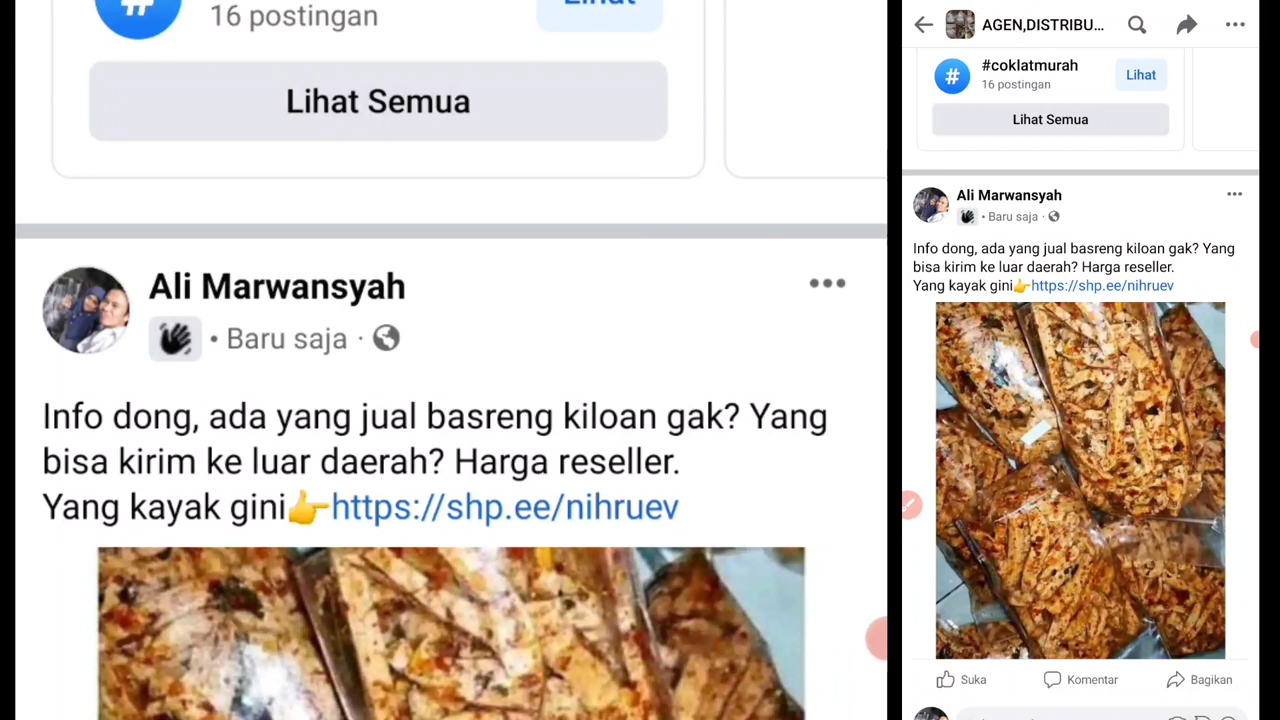 16 postingan
Lihat
Lihat Semua
Ali Marwansyah
• Baru saja ·
Info dong, ada yang jual basreng kiloan gak? Yang
bisa kirim ke luar daerah? Harga reseller.
Yang kayak gini👉https://shp.ee/nihruev
AGEN,DISTRIBU...
#coklatmurah
16 postingan
Lihat
Lihat Semua
Ali Marwansyah
• Baru saja ·
Info dong, ada yang jual basreng kiloan gak? Yang
bisa kirim ke luar daerah? Harga reseller.
Yang kayak gini👉https://shp.ee/nihruev
Suka
Komentar
Bagikan